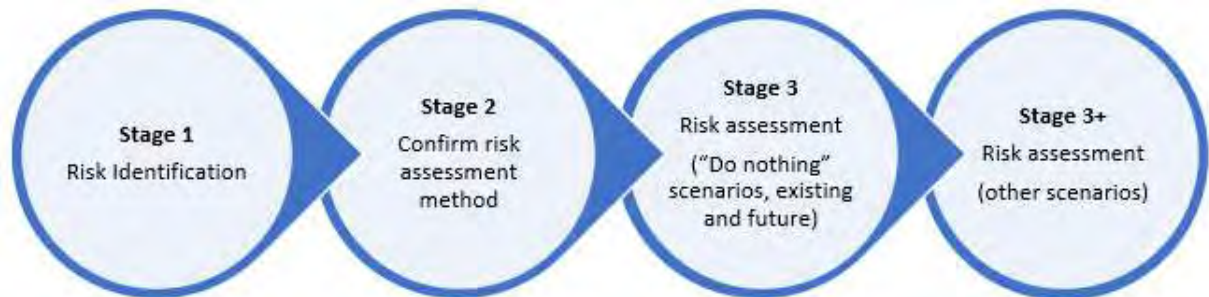 Stage 1
Risk Identification
Stage 2
Confirm risk
assessment
method
Stage 3
Risk assessment
(“Do nothing”
scenarios, existing
and future)
Stage 3+
Risk assessment
(other scenarios)